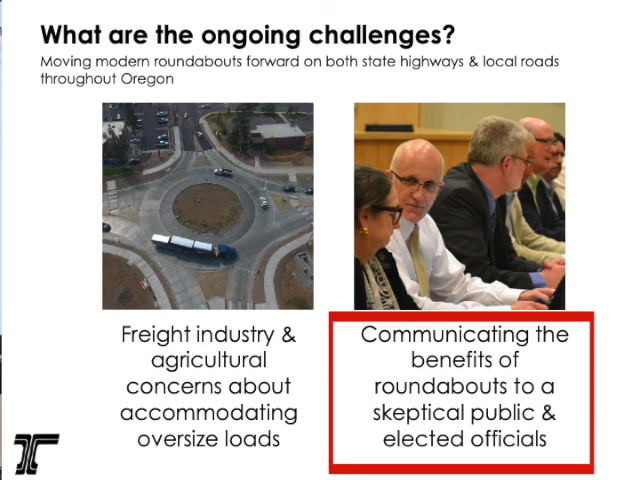 What are the ongoing challenges?
Moving modern roundabouts forward on both state highways & local roads
throughout Oregon
Freight industry &
agricultural
concerns about
accommodating
oversize loads
Communicating the
benefits of
roundabouts to a
skeptical public &
elected officials